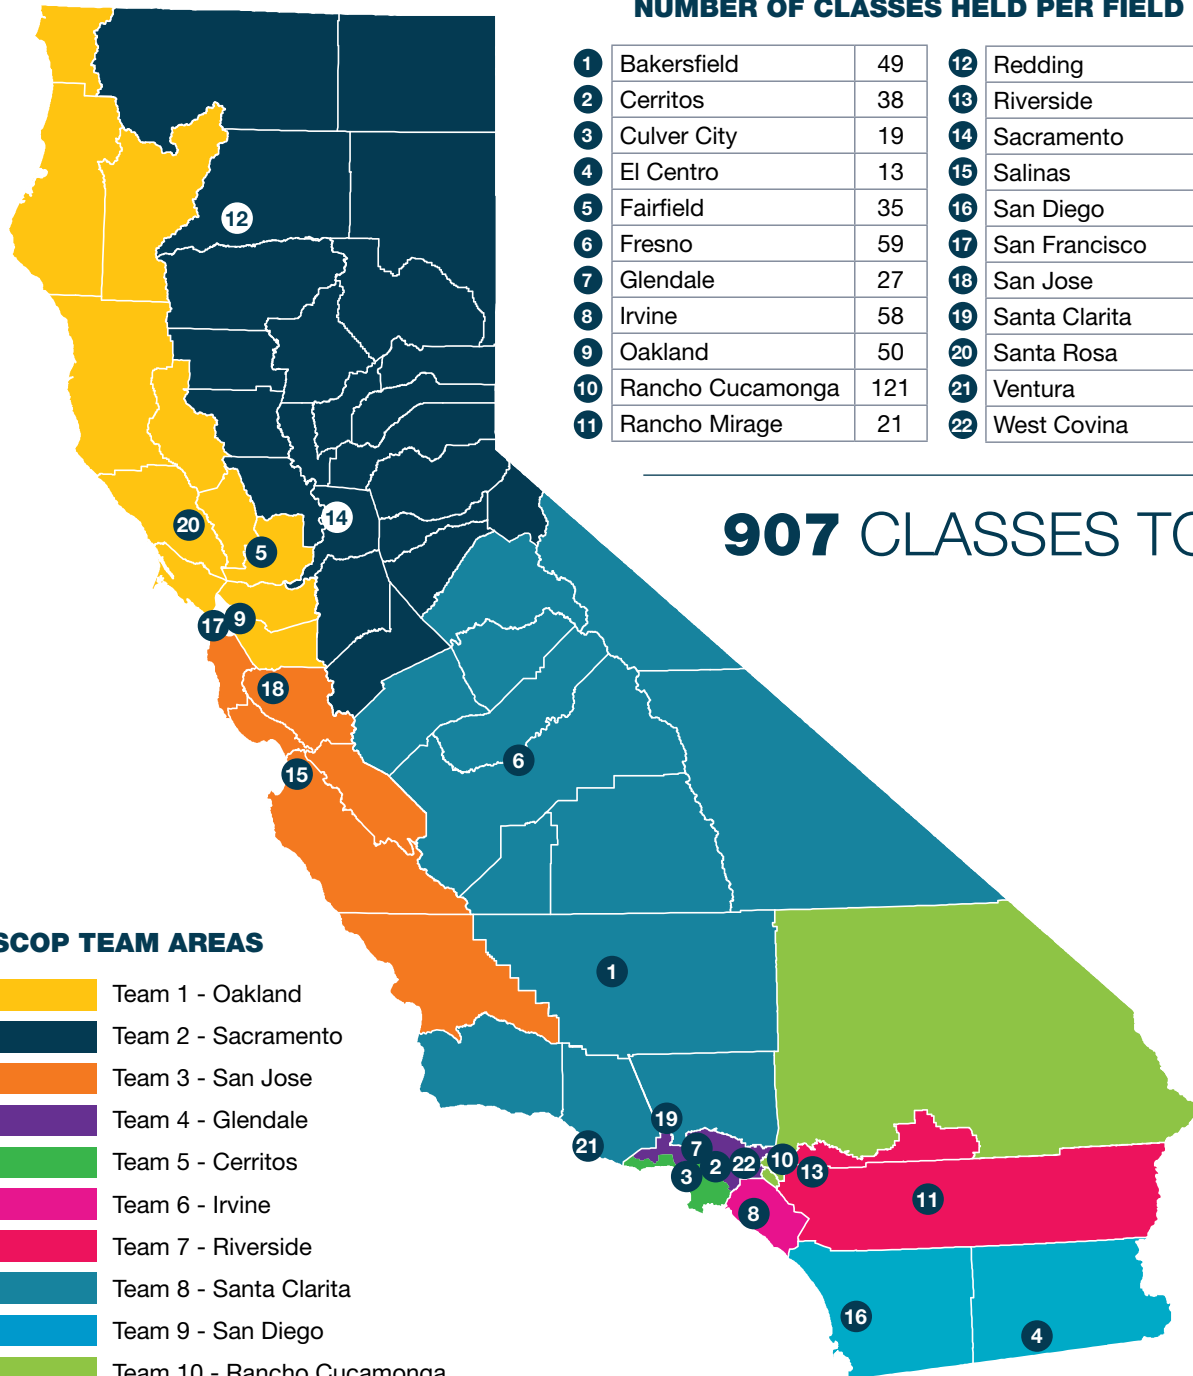 NUMBER OF CLASSES HELD PER FIELD
1 Bakersfield 49
2 Cerritos 38
3 Culver City 19
4 El Centro 13
5 Fairfield 35
6 Fresno 59
7 Glendale 27
8 Irvine 58
9 Oakland 50
10 Rancho Cucamonga 121
11 Rancho Mirage 21
12 Redding
13 Riverside
14 Sacramento
15 Salinas
16 San Diego
17 San Francisco
18 San Jose
19 Santa Clarita
20 Santa Rosa
21 Ventura
22 West Covina
907 CLASSES TO
12
14
20
5
17
9
18
15
6
1
19
21
7
3
2
22
10
13
8
11
16
4
SCOP TEAM AREAS
Team 1 - Oakland
Team 2 - Sacramento
Team 3 - San Jose
Team 4 - Glendale
Team 5 - Cerritos
Team 6 - Irvine
Team 7 - Riverside
Team 8 - Santa Clarita
Team 9 - San Diego
Team 10 - Rancho Cucamonga